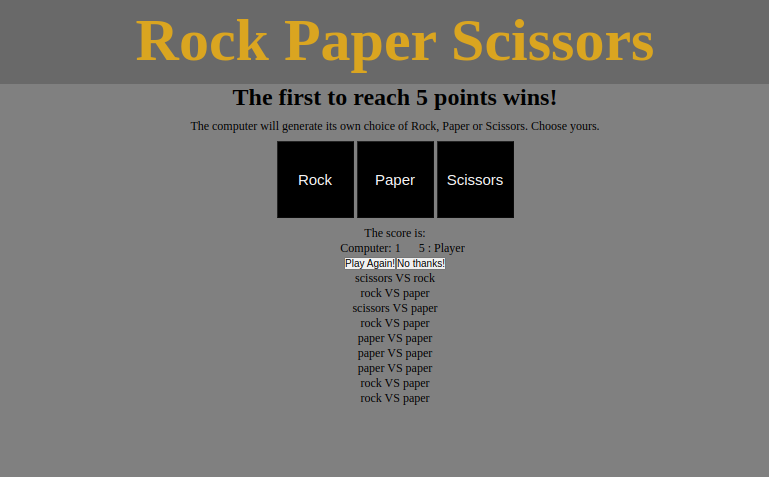 Rock Paper Scissors
The first to reach 5 points wins!
The computer will generate its own choice of Rock, Paper or Scissors. Choose yours.
Rock Paper Scissors
The score is:
Computer: 1 5 : Player
Play Again! No thanks!
scissors VS rock
rock VS paper
scissors VS paper
rock VS paper
paper VS paper
paper VS paper
paper VS paper
rock VS paper
rock VS paper